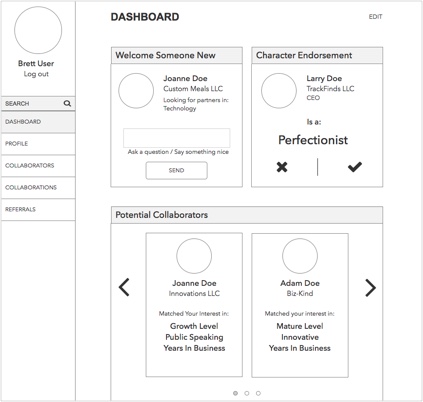 DASHBOARD
EDIT
Brett User
Log out
SEARCH
DASHBOARD
PROFILE
COLLABORATORS
COLLABORATIONS
REFERRALS
Welcome Someone New
Joanne Doe
Custom Meals LLC
Looking for partners in:
Technology
Ask a question / Say something nice
SEND
Character Endorsement
Larry Doe
TrackFinds LLC
CEO
Is a:
Perfectionist
Potential Collaborators
Joanne Doe
Innovations LLC
Matched Your Interest in:
Growth Level
Public Speaking
Years In Business
Adam Doe
Biz-Kind
Matched your interest in:
Mature Level
Innovative
Years In Business